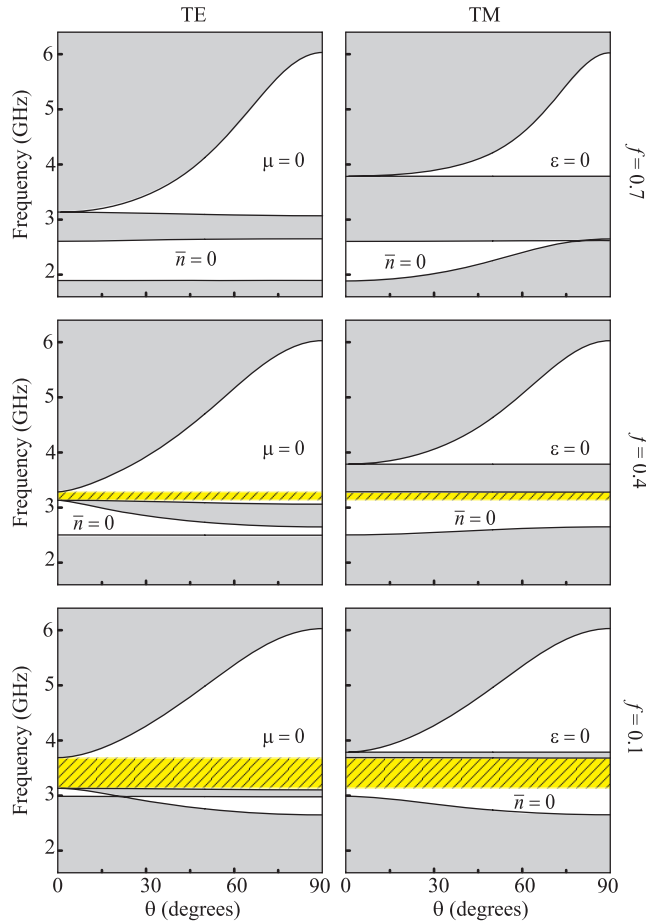 TE
TM
Frequency (GHz)
6
5
4
3
2
μ = 0
n̅ = 0
ε = 0
n̅ = 0
f = 0.7
Frequency (GHz)
6
5
4
3
2
μ = 0
n̅ = 0
ε = 0
n̅ = 0
f = 0.4
Frequency (GHz)
6
5
4
3
2
μ = 0
ε = 0
n̅ = 0
f = 0.1
0
30
60
90
0
30
60
90
θ (degrees)
θ (degrees)